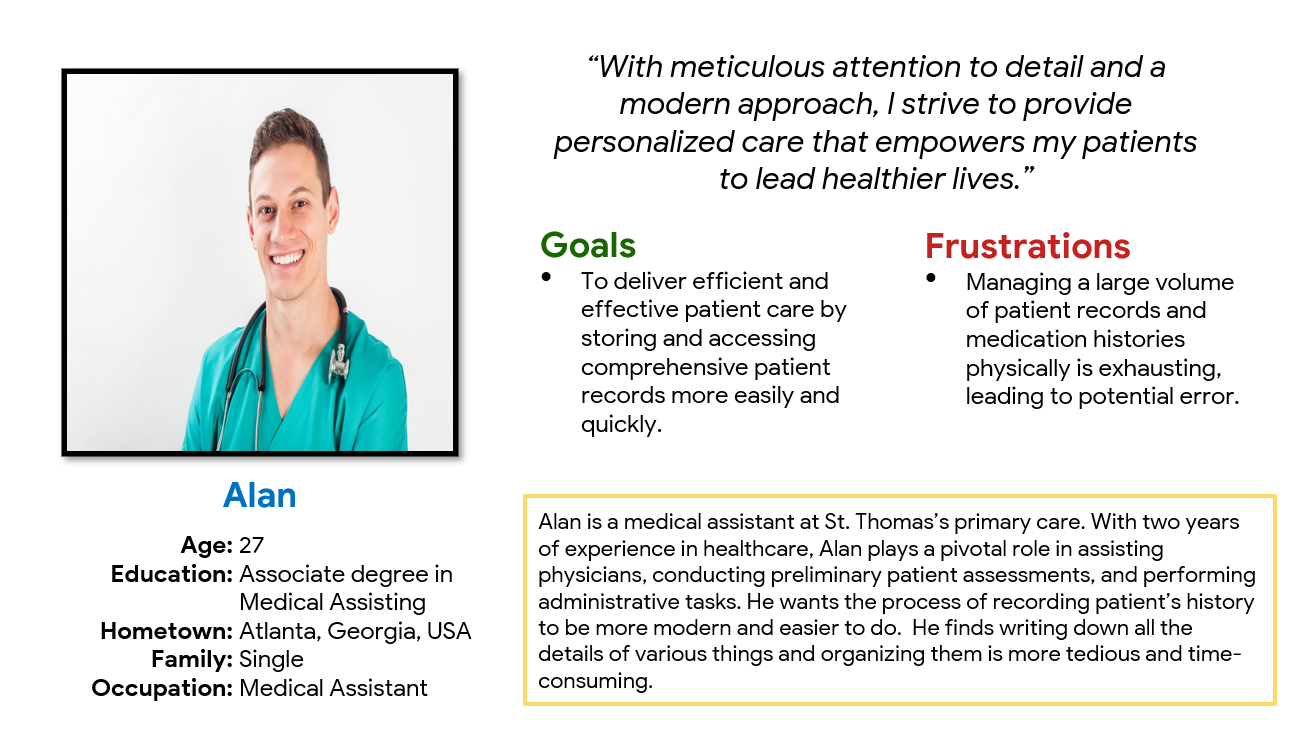 “With meticulous attention to detail and a
modern approach, I strive to provide
personalized care that empowers my patients
to lead healthier lives.”
Goals
• To deliver efficient and
effective patient care by
storing and accessing
comprehensive patient
records more easily and
quickly.
Frustrations
• Managing a large volume
of patient records and
medication histories
physically is exhausting,
leading to potential error.
Alan
Age: 27
Education: Associate degree in
Medical Assisting
Hometown: Atlanta, Georgia, USA
Family: Single
Occupation: Medical Assistant
Alan is a medical assistant at St. Thomas’s primary care. With two years
of experience in healthcare, Alan plays a pivotal role in assisting
physicians, conducting preliminary patient assessments, and performing
administrative tasks. He wants the process of recording patient’s history
to be more modern and easier to do.  He finds writing down all the
details of various things and organizing them is more tedious and time-
consuming.